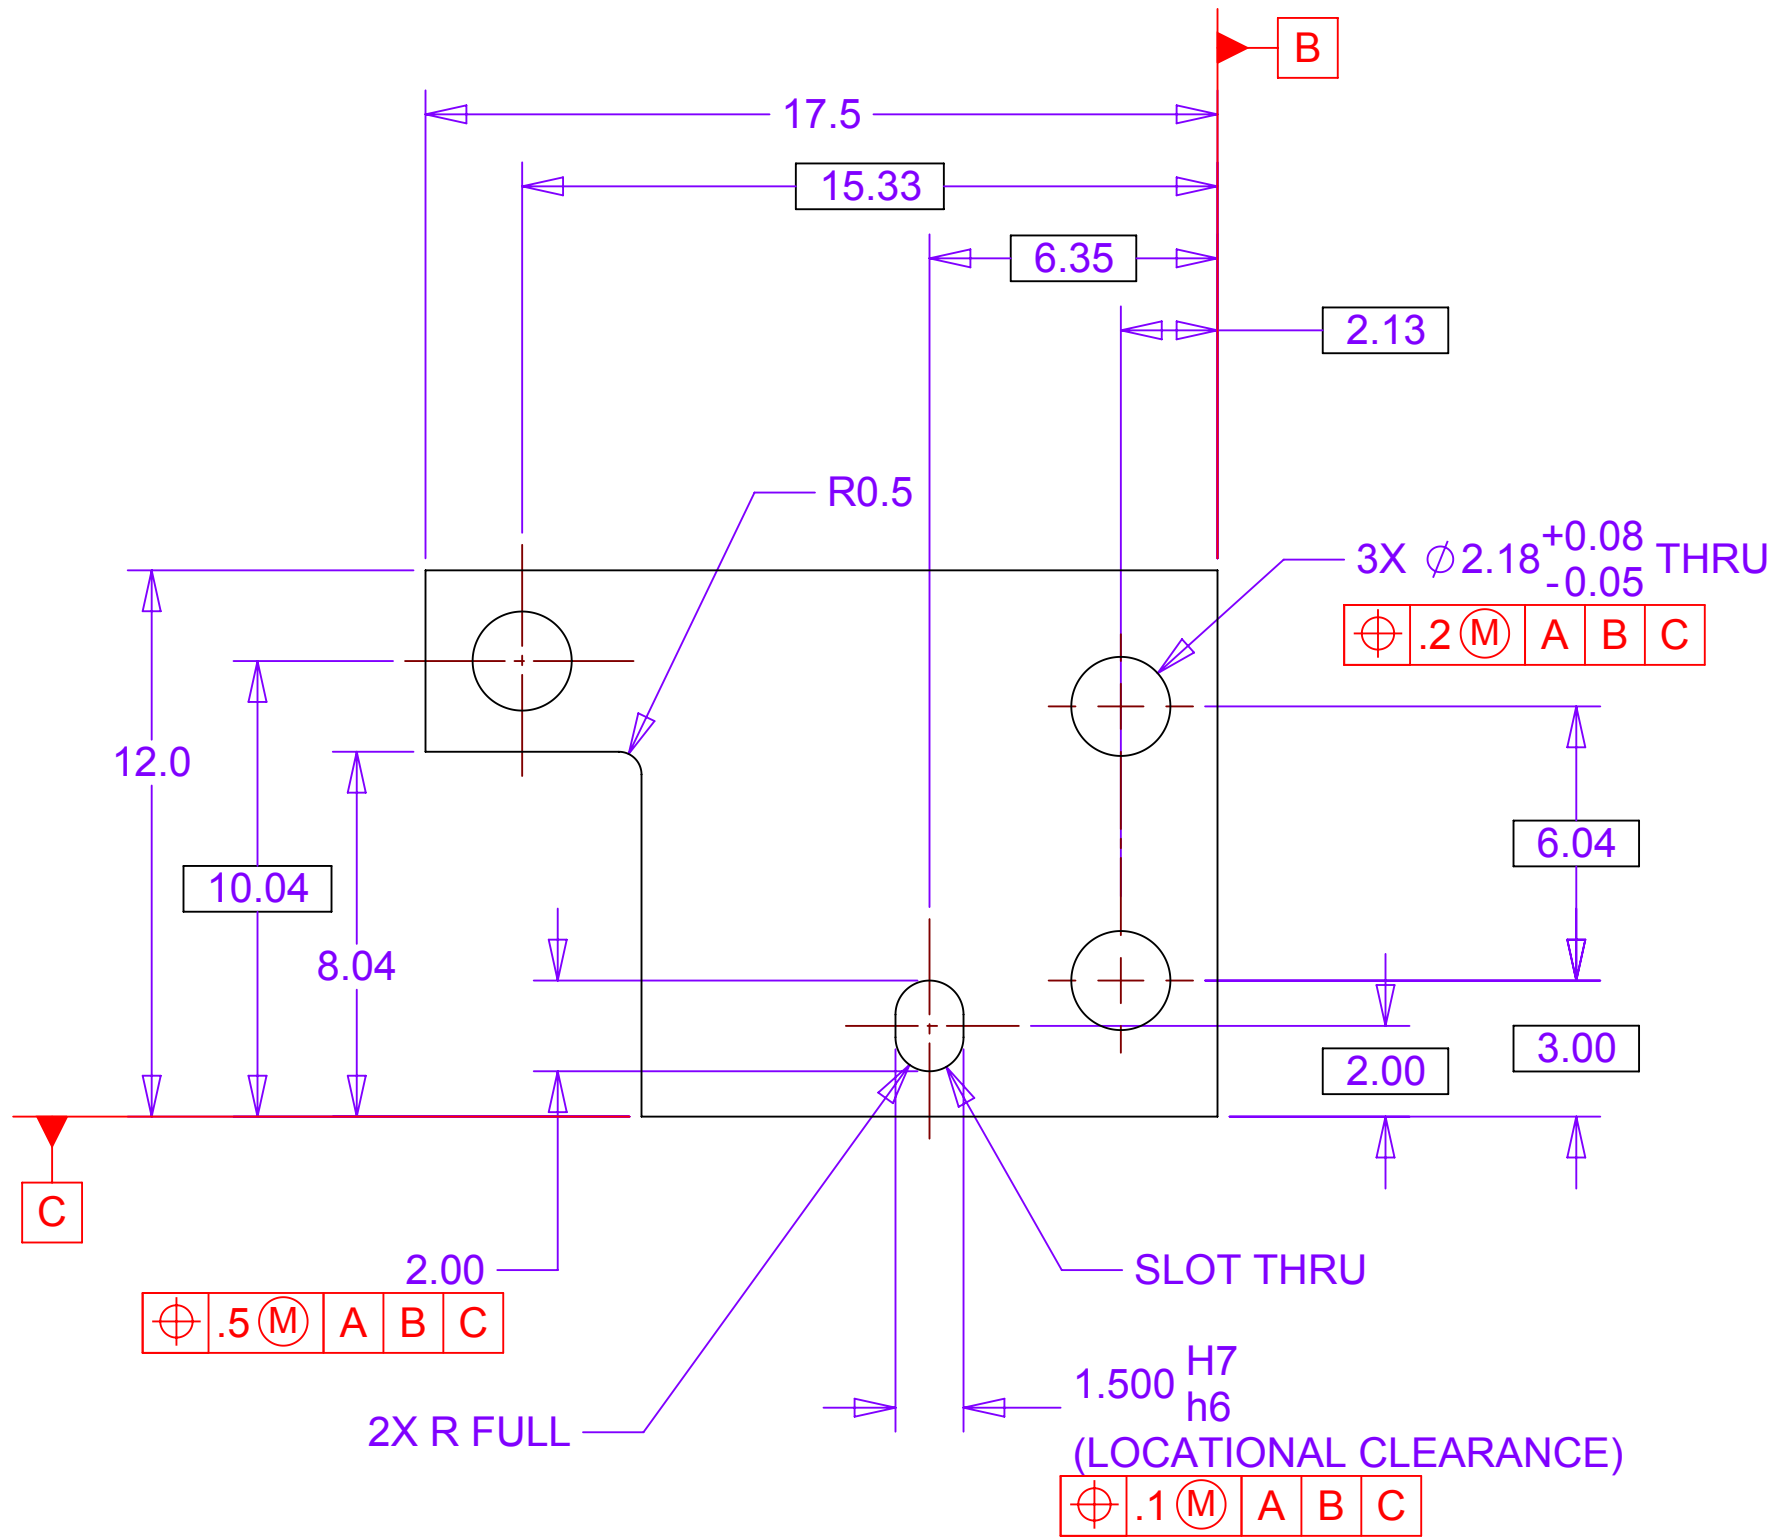 B
17.5
15.33
6.35
2.13
R0.5
3X ⌀2.18 +0.08 THRU
-0.05
⌖ .2 Ⓜ A B C
12.0
6.04
10.04
8.04
3.00
2.00
C
2.00
SLOT THRU
⌖ .5 Ⓜ A B C
1.500 H7
h6
2X R FULL
(LOCATIONAL CLEARANCE)
⌖ .1 Ⓜ A B C